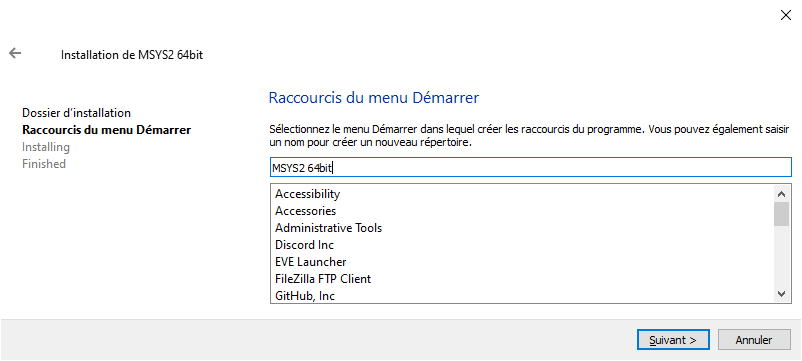 Installation de MSYS2 64bit
Dossier d'installation
Raccourcis du menu Démarrer
Installing
Finished
Raccourcis du menu Démarrer
Sélectionnez le menu Démarrer dans lequel créer les raccourcis du programme. Vous pouvez également saisir
un nom pour créer un nouveau répertoire.
MSYS2 64bit
Accessibility
Accessories
Administrative Tools
Discord Inc
EVE Launcher
FileZilla FTP Client
GitHub, Inc
Suivant >
Annuler